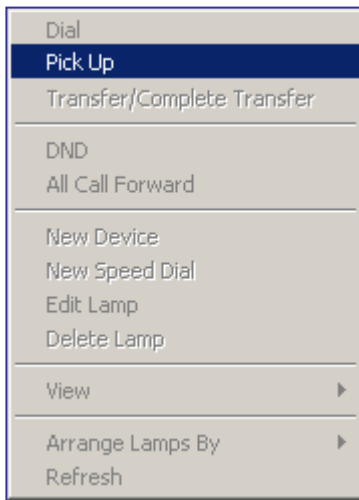 Dial
Pick Up
Transfer/Complete Transfer
DND
All Call Forward
New Device
New Speed Dial
Edit Lamp
Delete Lamp
View
Arrange Lamps By
Refresh